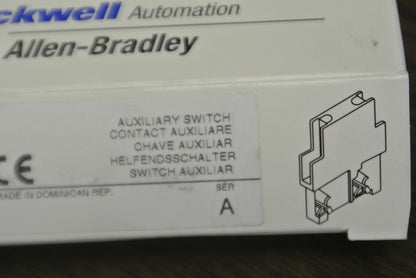 ckwell Automation
Allen-Bradley
AUXILIARY SWITCH
CONTACT AUXILIARE
CHAVE AUXILIAR
HELFENDSSCHALTER
SWITCH AUXILIAR
CE
MADE IN DOMINICAN REP.
SER
A